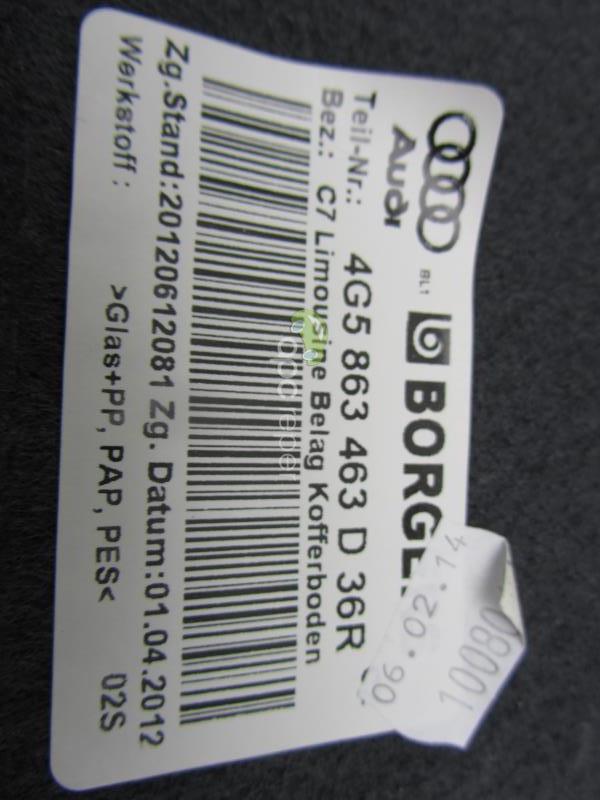 Audi
BL1
BORGE
Teil-Nr.: 4G5 863 463 D 36R
Bez.: C7 Limousine Belag Kofferboden
Zg.Stand:20120612081 Zg. Datum:01.04.2012
Werkstoff : >Glas+PP, PAP, PES< 02S
06.02.14
10080